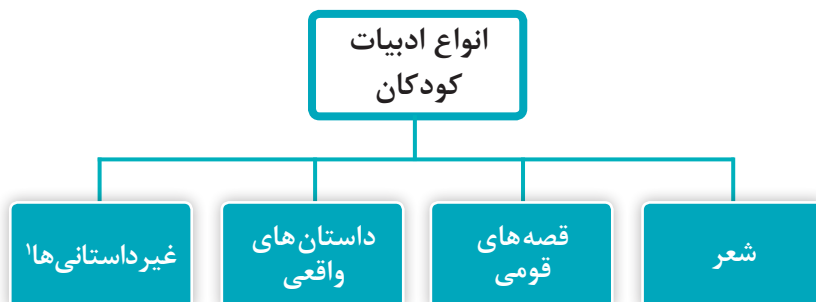 انواع ادبیات
کودکان
شعر
قصه‌های
قومی
داستان‌های
واقعی
غیرداستانی‌ها۱